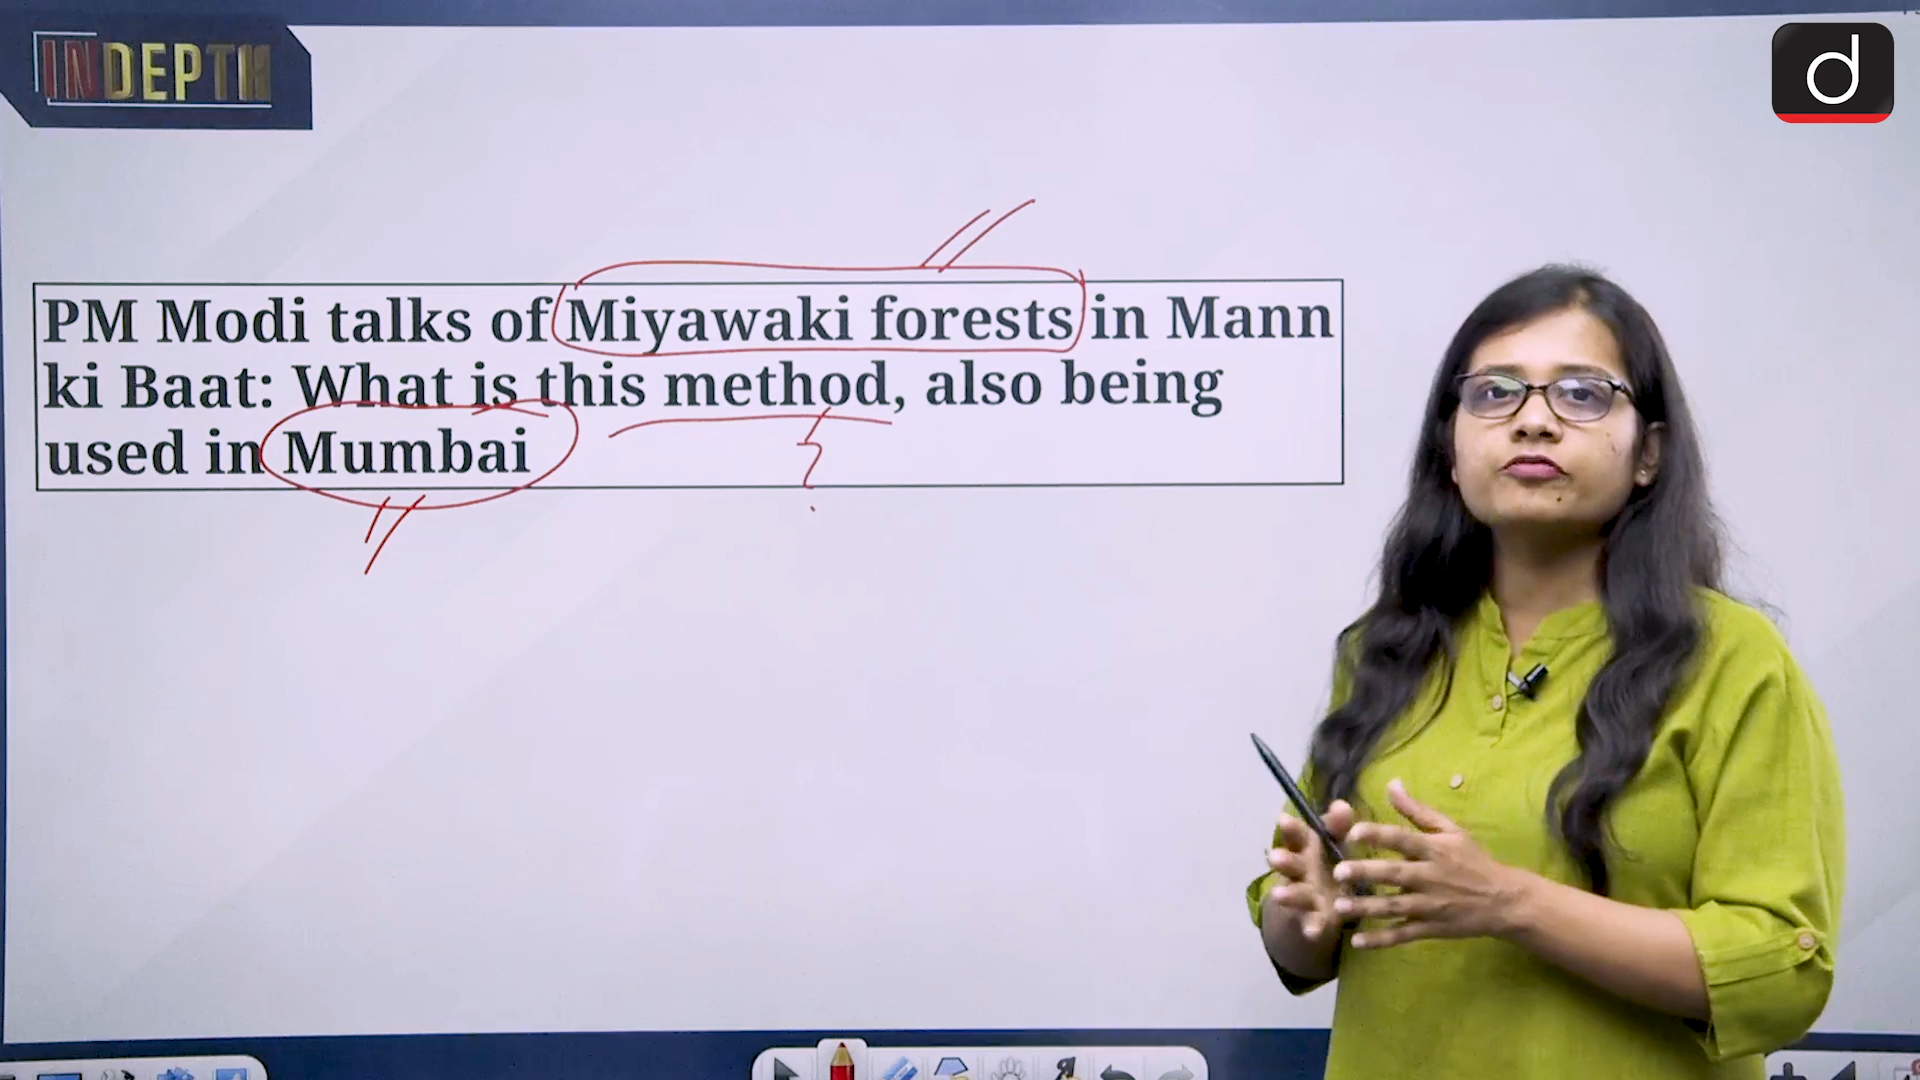 INDEPTH
d
PM Modi talks of Miyawaki forests in Mann
ki Baat: What is this method, also being
used in Mumbai